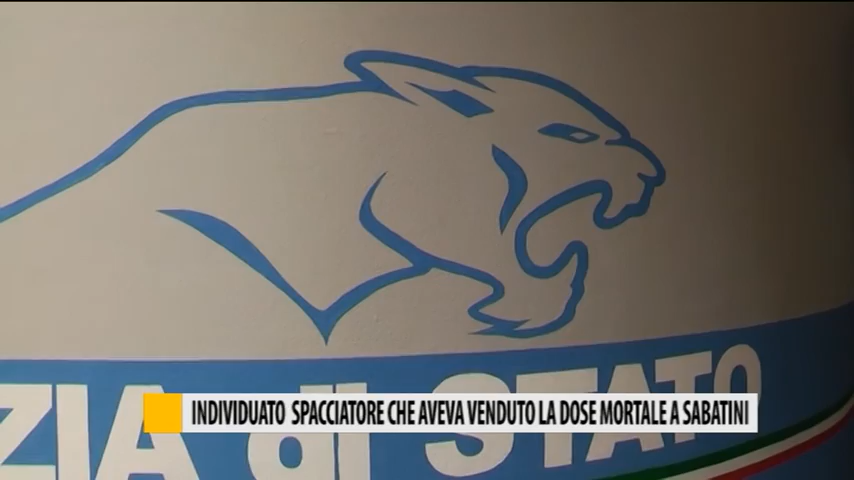 INDIVIDUATO SPACCIATORE CHE AVEVA VENDUTO LA DOSE MORTALE A SABATINI
ZIA di STATO